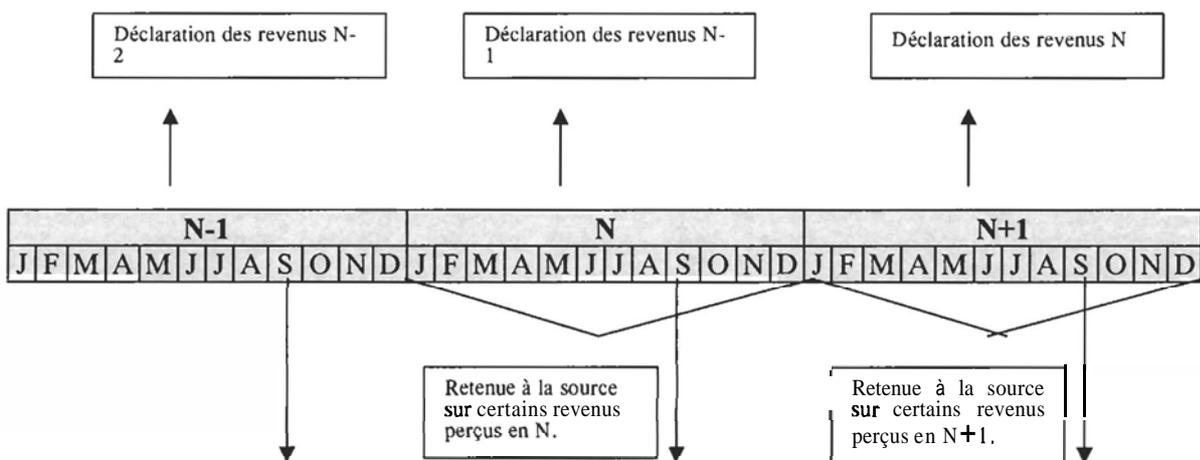 Déclaration des revenus N-
2
Déclaration des revenus N-
1
Déclaration des revenus N
N-1 N N+1
J F M A M J J A S O N D J F M A M J J A S O N D J F M A M J J A S O N D
Retenue à la source
sur certains revenus
perçus en N.
Retenue à la source
sur certains revenus
perçus en N+1.